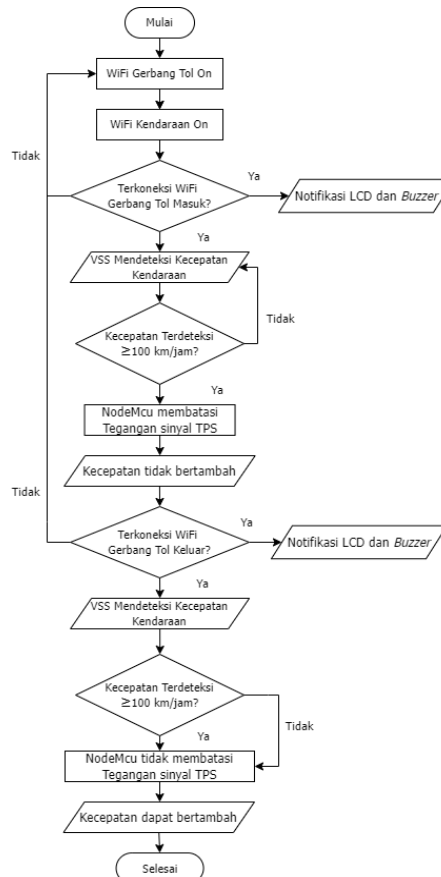 Mulai
WiFi Gerbang Tol On
WiFi Kendaraan On
Tidak
Terkoneksi WiFi
Gerbang Tol Masuk?
Ya
Notifikasi LCD dan Buzzer
Ya
VSS Mendeteksi Kecepatan
Kendaraan
Tidak
Kecepatan Terdeteksi
≥100 km/jam?
Ya
NodeMcu membatasi
Tegangan sinyal TPS
Kecepatan tidak bertambah
Tidak
Terkoneksi WiFi
Gerbang Tol Keluar?
Ya
Notifikasi LCD dan Buzzer
Ya
VSS Mendeteksi Kecepatan
Kendaraan
Kecepatan Terdeteksi
≥100 km/jam?
Tidak
Ya
NodeMcu tidak membatasi
Tegangan sinyal TPS
Kecepatan dapat bertambah
Selesai